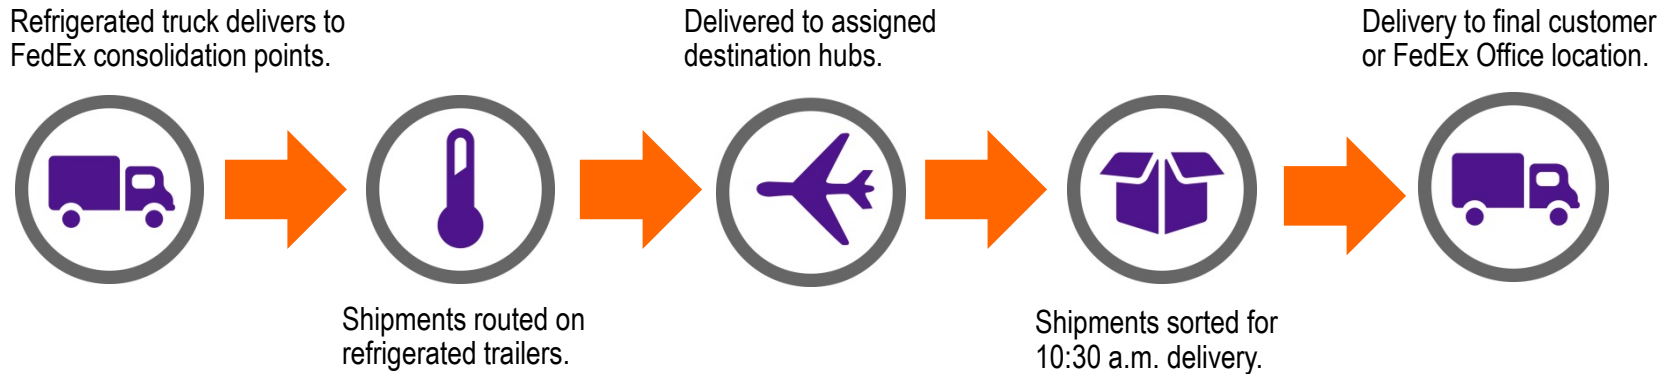 Refrigerated truck delivers to
FedEx consolidation points.
Shipments routed on
refrigerated trailers.
Delivered to assigned
destination hubs.
Shipments sorted for
10:30 a.m. delivery.
Delivery to final customer
or FedEx Office location.